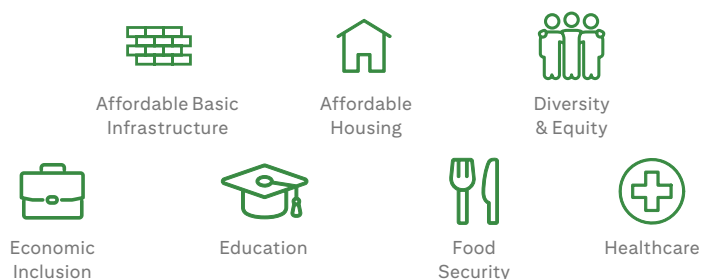 Affordable Basic
Infrastructure
Affordable
Housing
Diversity
& Equity
Economic
Inclusion
Education
Food
Security
Healthcare